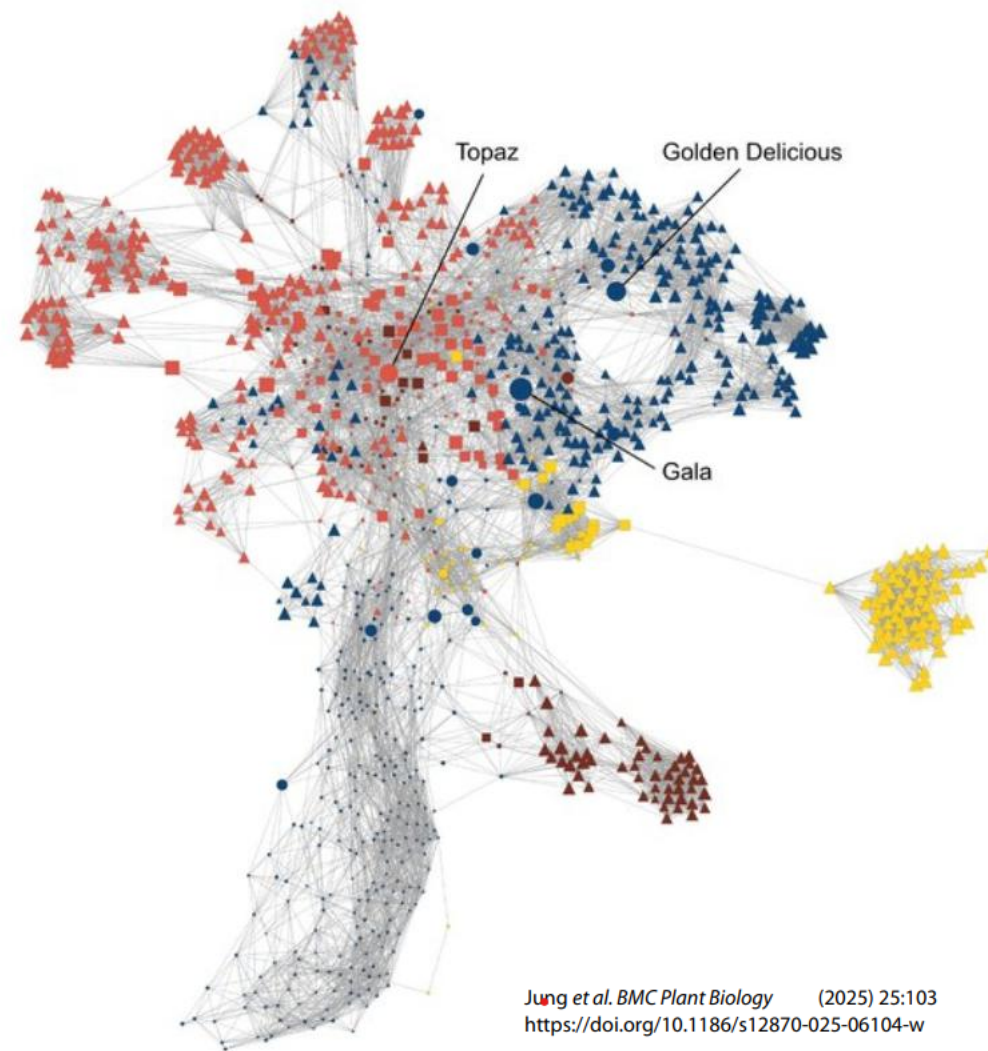 Topaz
Golden Delicious
Gala
Jung et al. BMC Plant Biology (2025) 25:103
https://doi.org/10.1186/s12870-025-06104-w